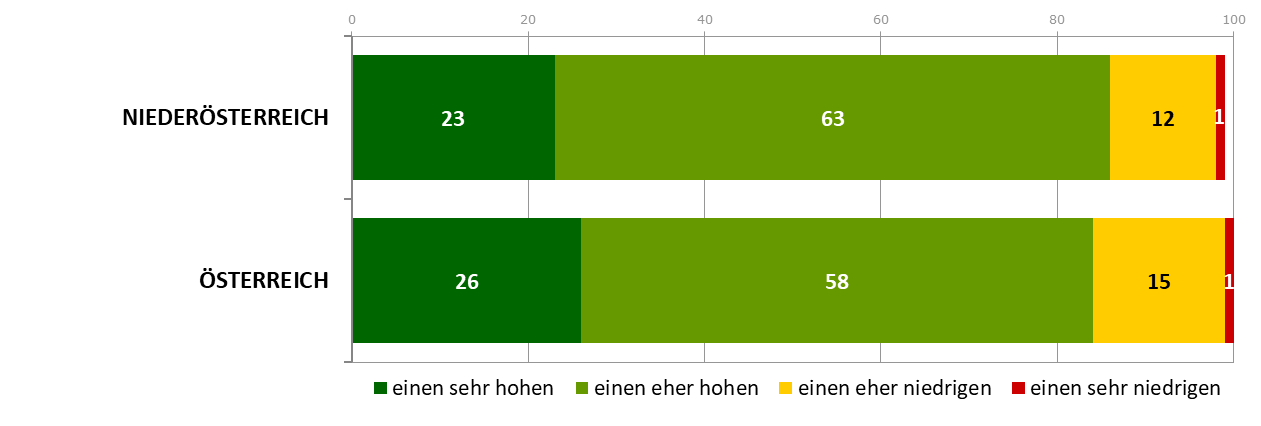 0 20 40 60 80 100
NIEDERÖSTERREICH 23 63 12 1
ÖSTERREICH 26 58 15 1
einen sehr hohen einen eher hohen einen eher niedrigen einen sehr niedrigen